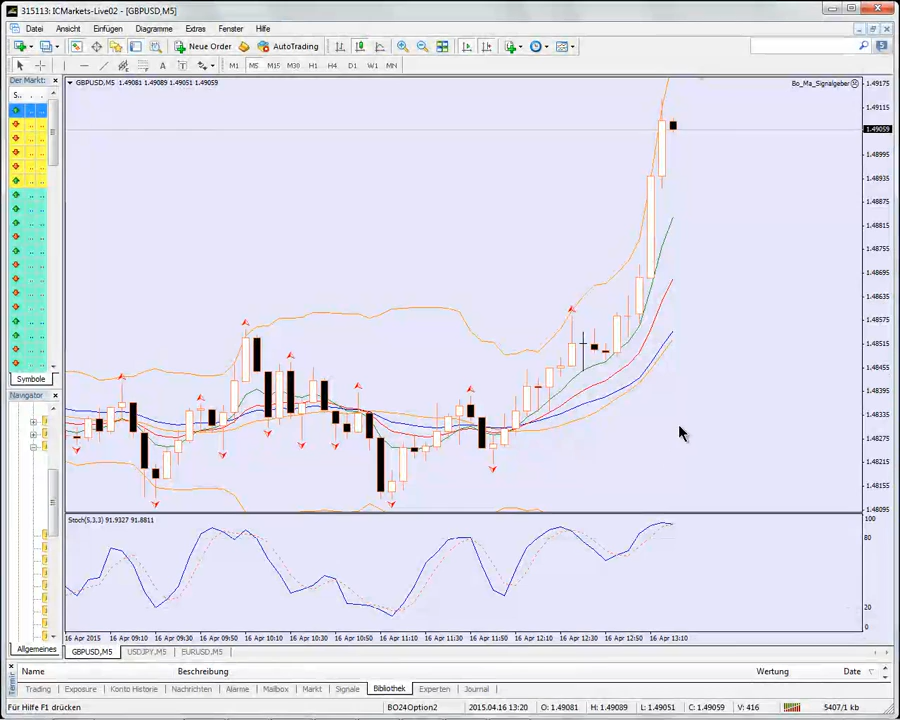 315113: ICMarkets-Live02 - [GBPUSD,M5]
Datei Ansicht Einfügen Diagramme Extras Fenster Hilfe
New Order AutoTrading
A T M1 M5 M15 M30 H1 H4 D1 W1 MN
Der Markt:
S...
Symbole
Navigator
Allgemeines
GBPUSD,M5 1.49081 1.49089 1.49051 1.49059
Bo_Ma_Signalgeber
1.49175
1.49115
1.49059
1.48995
1.48935
1.48875
1.48815
1.48755
1.48695
1.48635
1.48575
1.48515
1.48455
1.48395
1.48335
1.48275
1.48215
1.48155
1.48095
Stoch(5,3,3) 91.9327 91.8811
100
80
20
0
16 Apr 2015 16 Apr 09:10 16 Apr 09:30 16 Apr 09:50 16 Apr 10:10 16 Apr 10:30 16 Apr 10:50 16 Apr 11:10 16 Apr 11:30 16 Apr 11:50 16 Apr 12:10 16 Apr 12:30 16 Apr 12:50 16 Apr 13:10
GBPUSD,M5 USDJPY,M5 EURUSD,M5
Name Beschreibung Wertung Date
Trading Exposure Konto Historie Nachrichten Alarme Mailbox Markt Signale Bibliothek Experten Journal
Für Hilfe F1 drücken BO24Option2 2015.04.16 13:20 O: 1.49081 H: 1.49089 L: 1.49051 C: 1.49059 V: 416 5407/1 kb